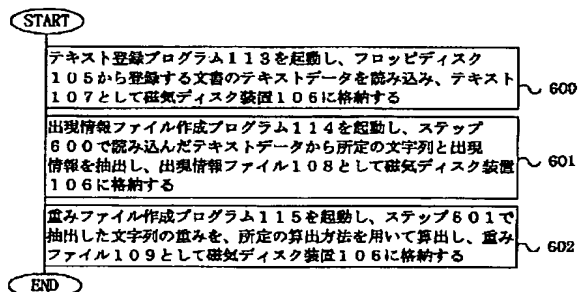 START
テキスト登録プログラム113を起動し、フロッピディスク
105から登録する文書のテキストデータを読み込み、テキスト
107として磁気ディスク装置106に格納する
600
出現情報ファイル作成プログラム114を起動し、ステップ
600で読み込んだテキストデータから所定の文字列と出現
情報を抽出し、出現情報ファイル108として磁気ディスク装置
106に格納する
601
重みファイル作成プログラム115を起動し、ステップ601で
抽出した文字列の重みを、所定の算出方法を用いて算出し、重み
ファイル109として磁気ディスク装置106に格納する
602
END